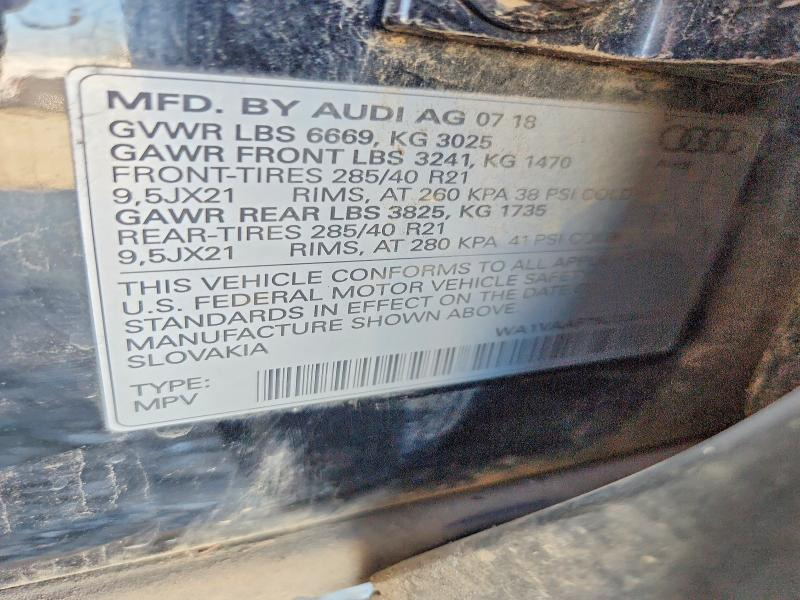 MFD. BY AUDI AG 07 18
GVWR LBS 6669, KG 3025
GAWR FRONT LBS 3241, KG 1470
FRONT-TIRES 285/40 R21
9,5JX21 RIMS, AT 260 KPA 38 PSI COLD
GAWR REAR LBS 3825, KG 1735
REAR-TIRES 285/40 R21
9,5JX21 RIMS, AT 280 KPA 41 PSI
THIS VEHICLE CONFORMS TO ALL
U.S. FEDERAL MOTOR VEHICLE SAFETY
STANDARDS IN EFFECT ON THE DATE
MANUFACTURE SHOWN ABOVE.
SLOVAKIA
TYPE:
MPV